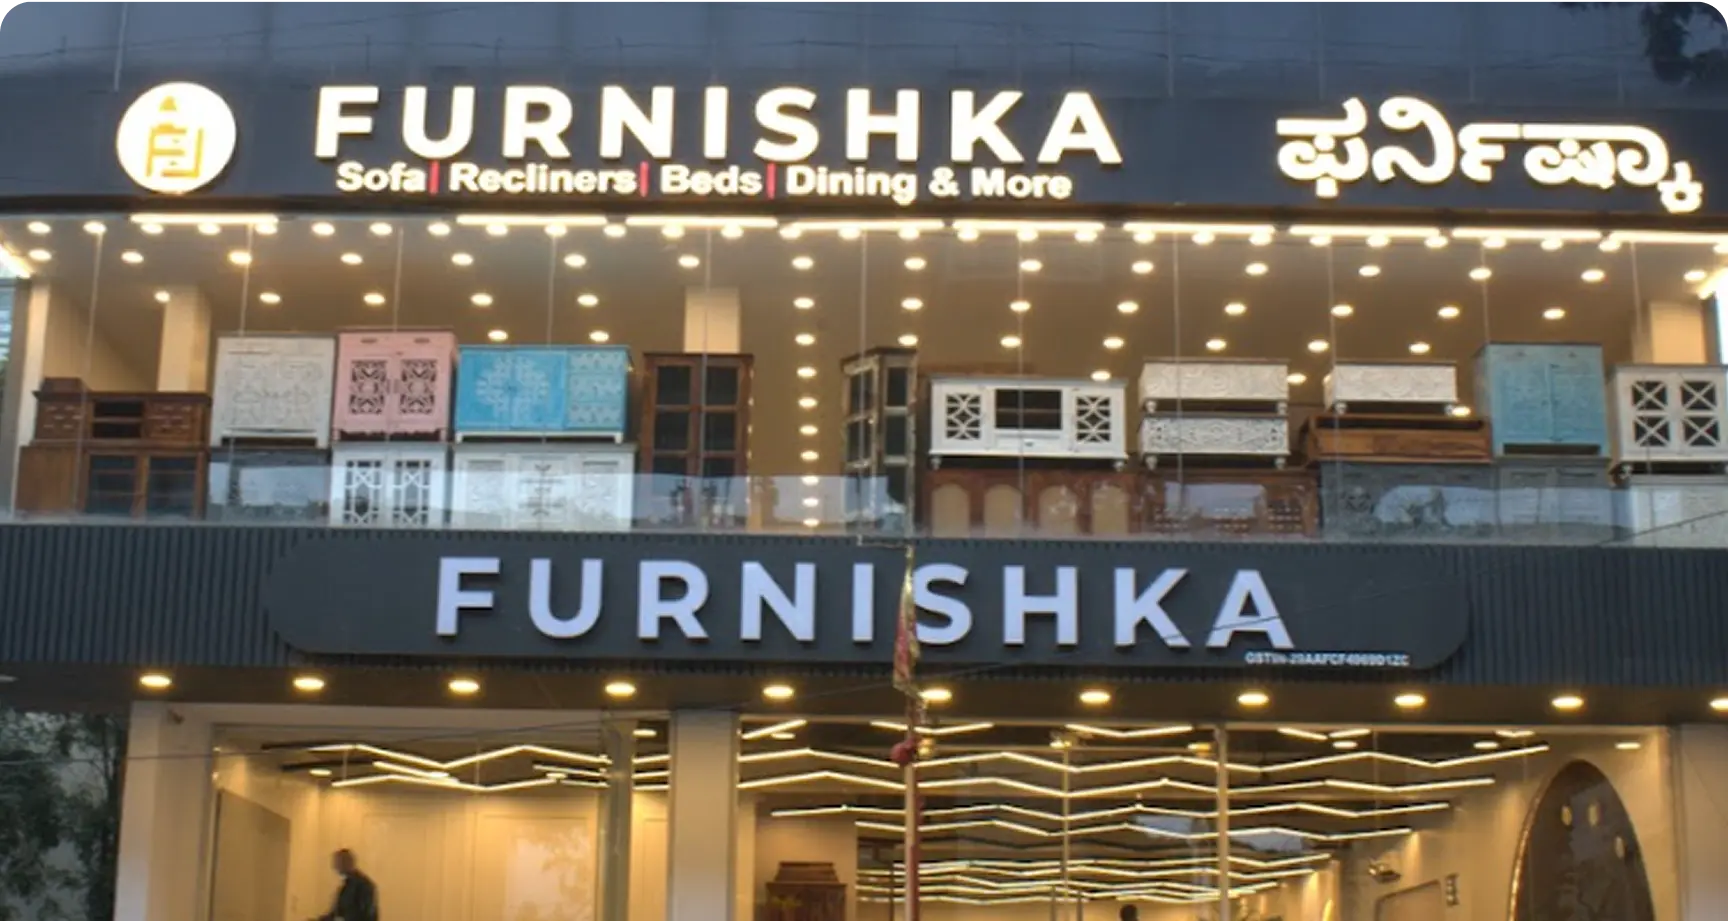 FURNISHKA
Sofa | Recliners | Beds | Dining & More
ಫರ್ನಿಷ್ಕಾ
FURNISHKA